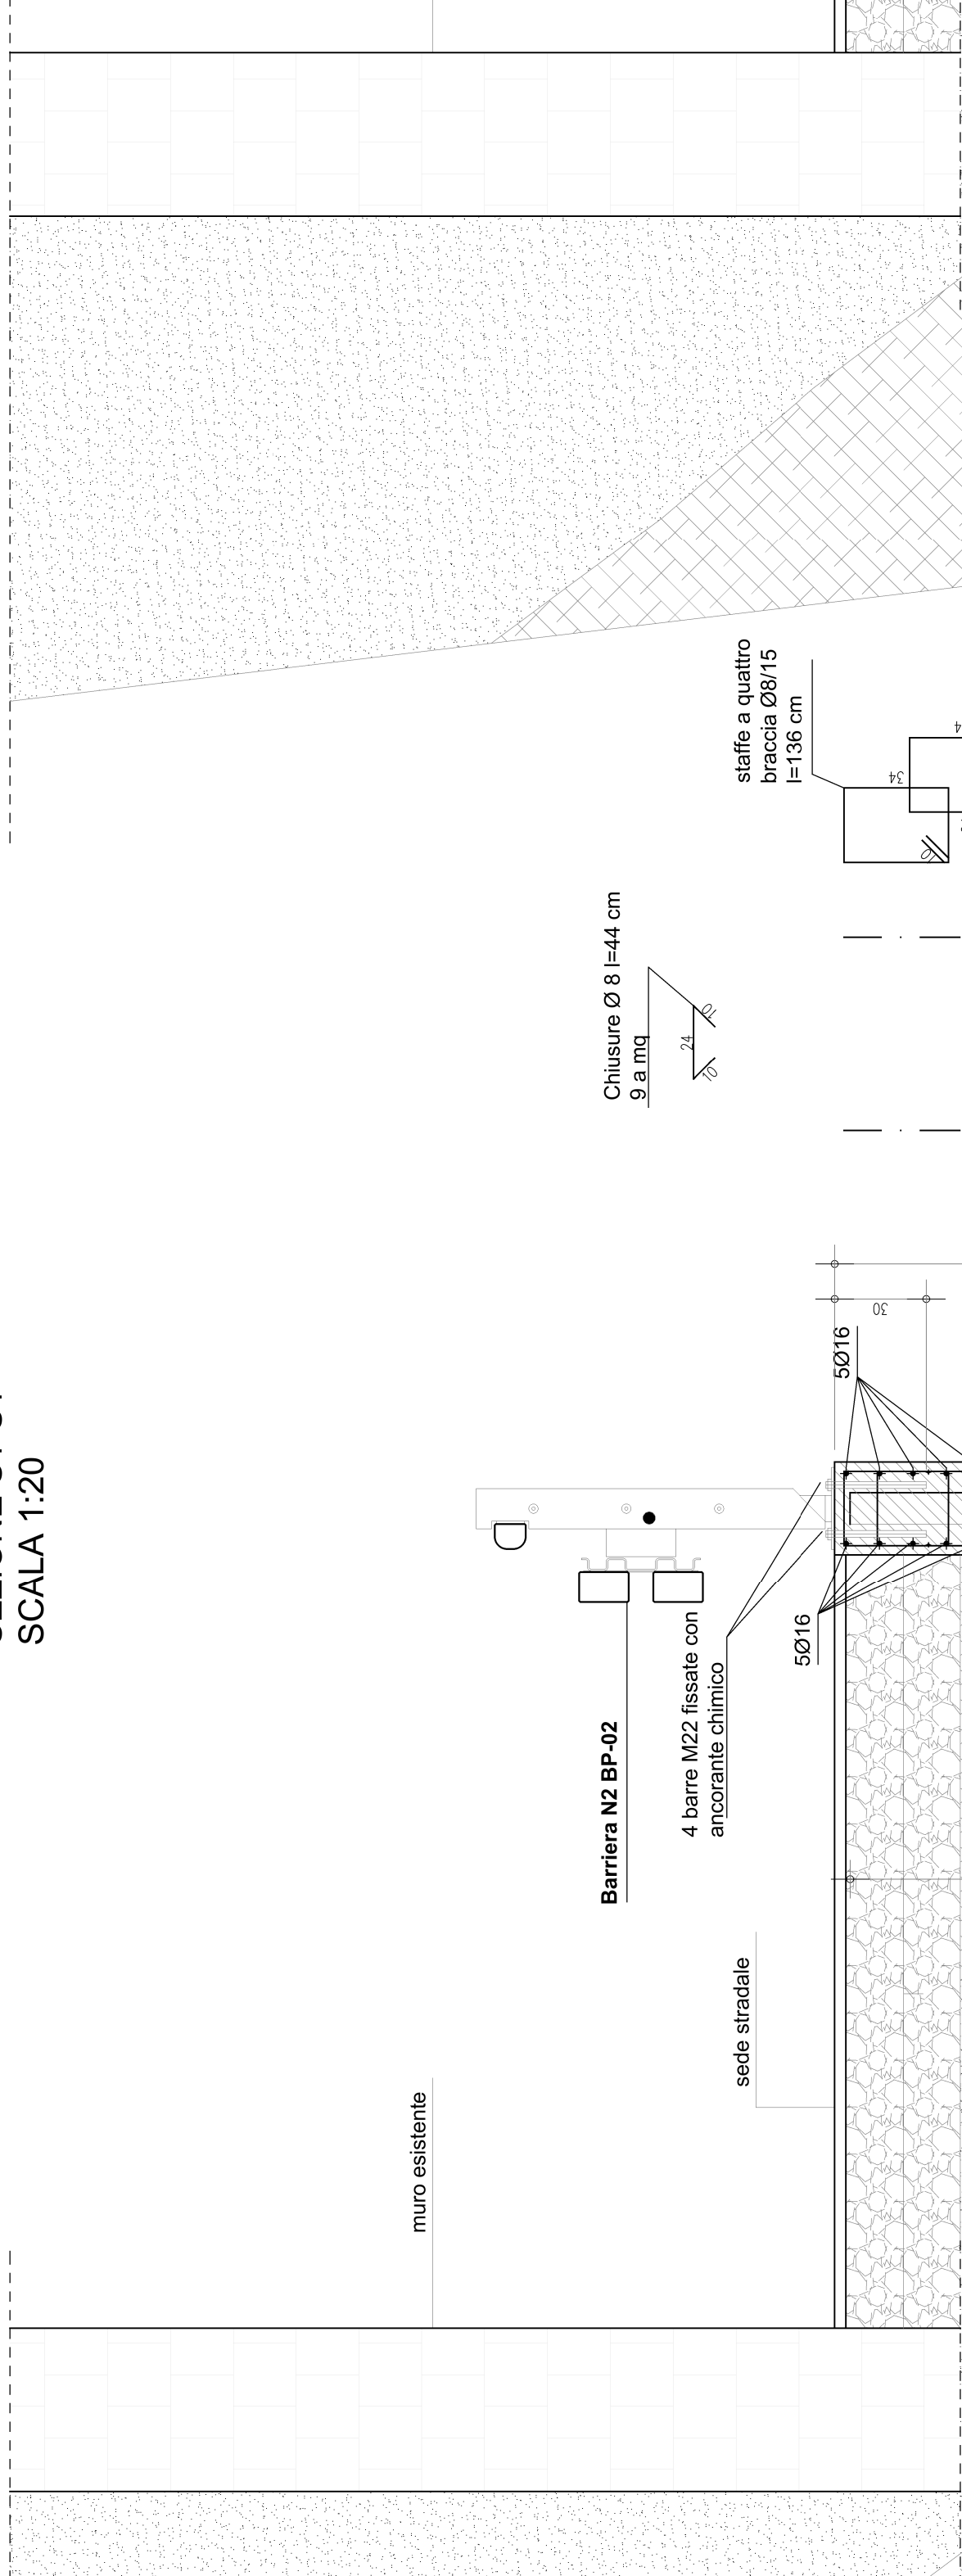 SCALA 1:20
muro esistente
sede stradale
Barriera N2 BP-02
4 barre M22 fissate con
ancorante chimico
5Ø16
5Ø16
30
Chiusure Ø 8 l=44 cm
9 a mq
24
10
10
staffe a quattro
braccia Ø8/15
l=136 cm
34